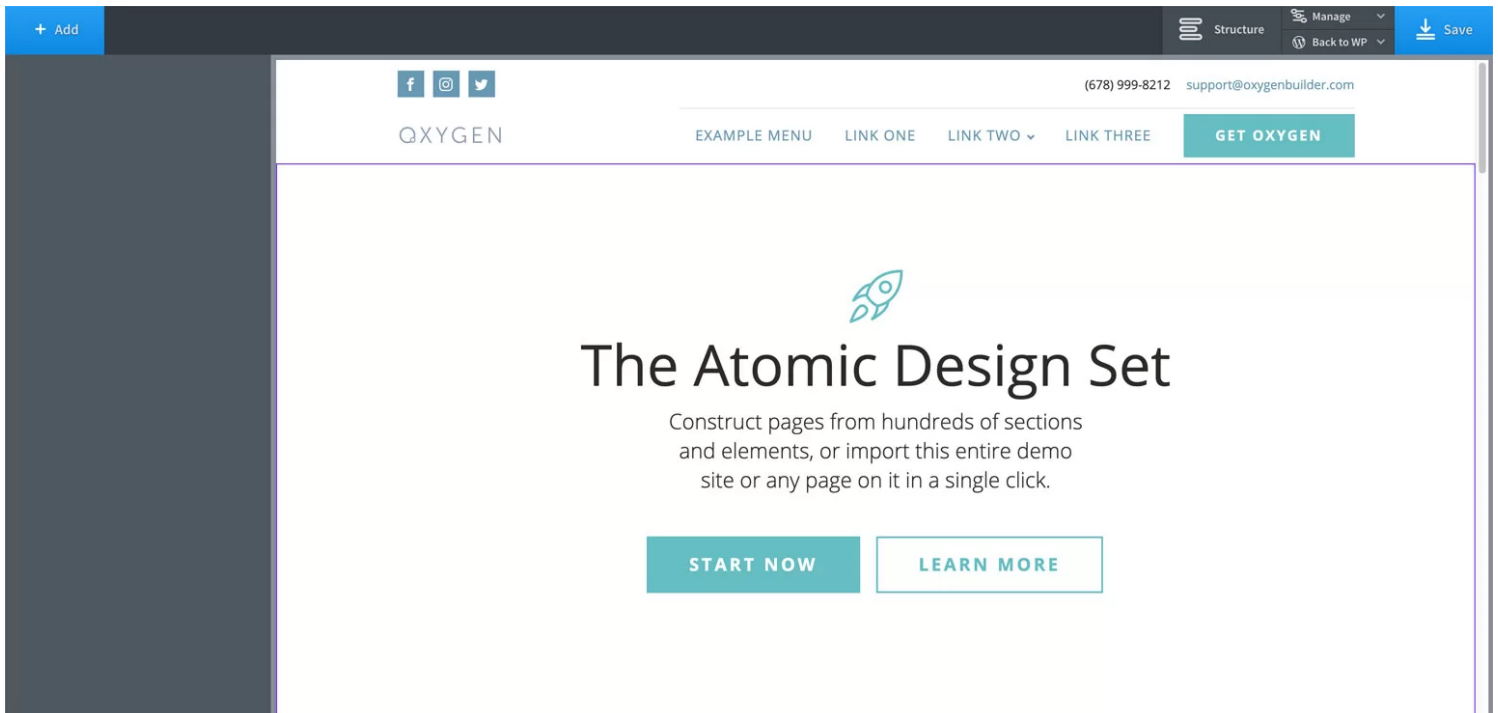 + Add
Structure
Manage
Back to WP
Save
(678) 999-8212 support@oxygenbuilder.com
OXYGEN
EXAMPLE MENU LINK ONE LINK TWO LINK THREE GET OXYGEN
The Atomic Design Set
Construct pages from hundreds of sections
and elements, or import this entire demo
site or any page on it in a single click.
START NOW LEARN MORE